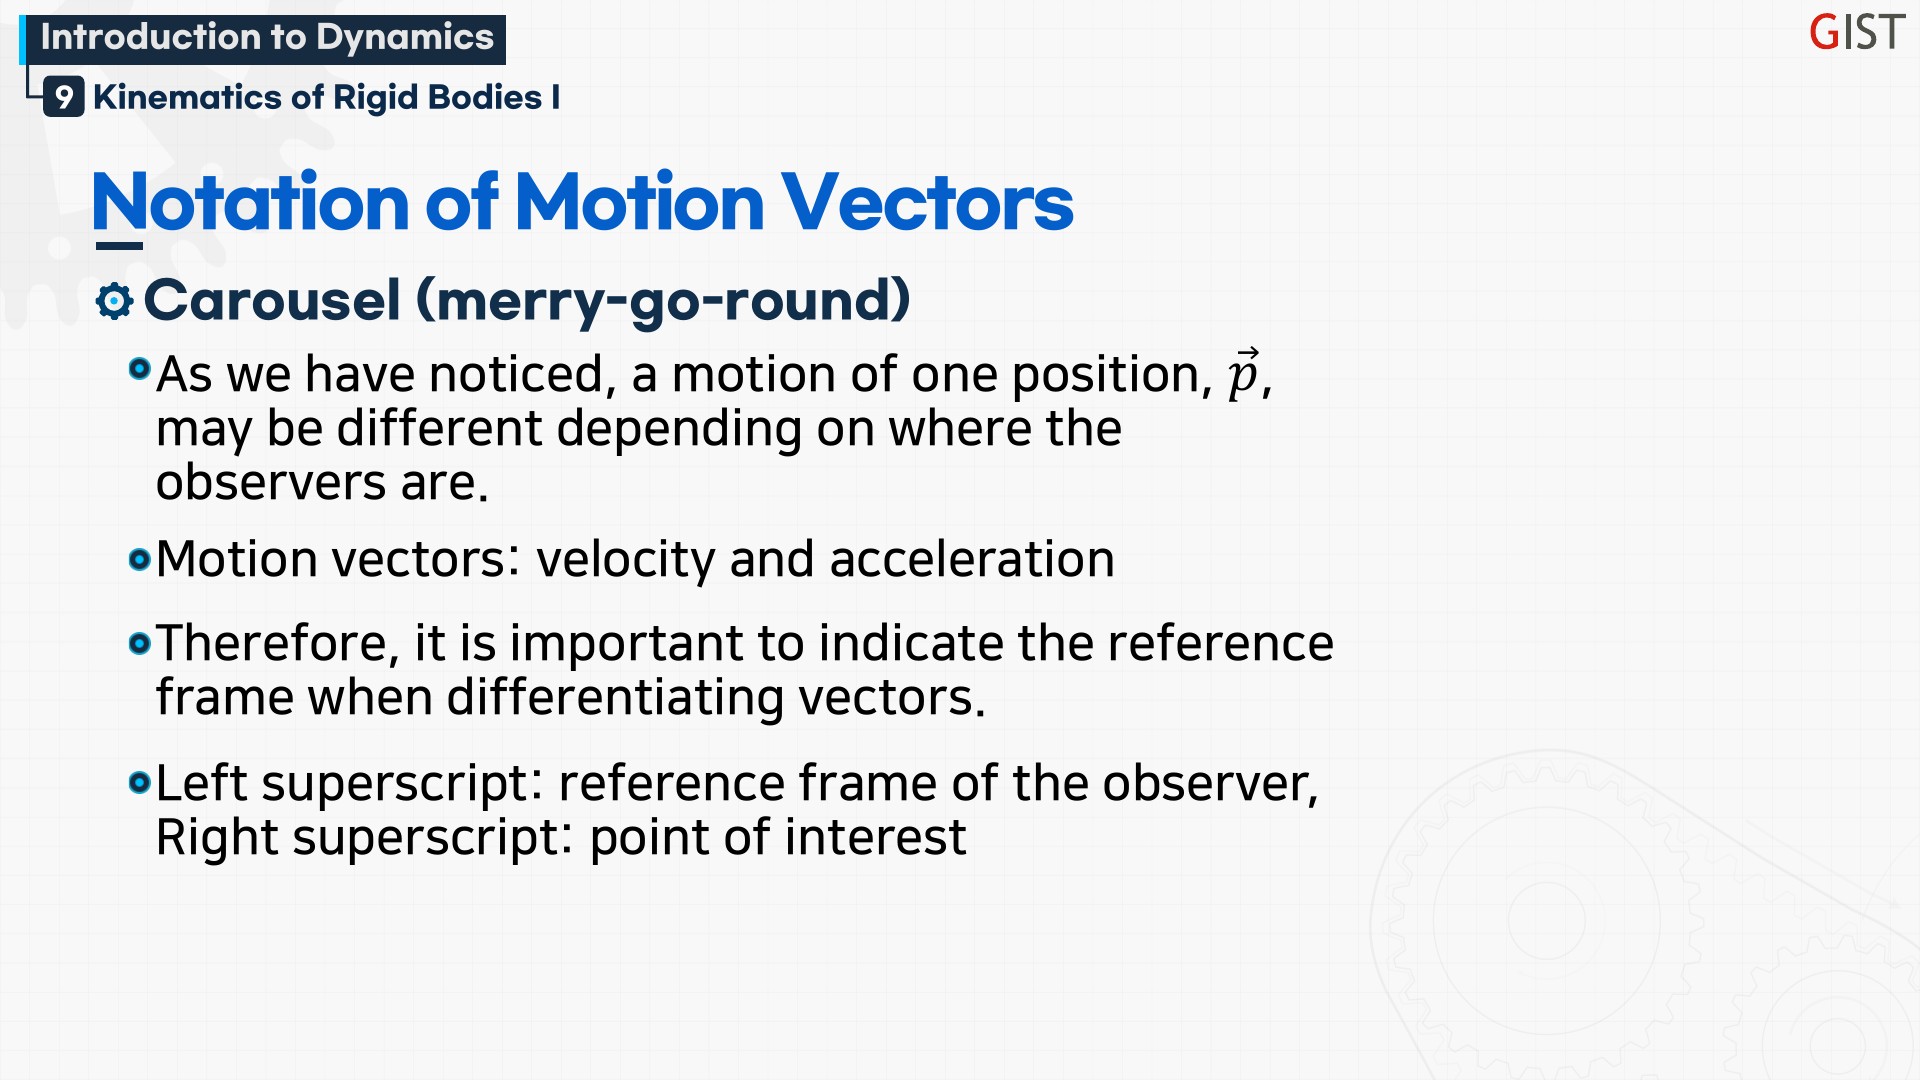 Introduction to Dynamics
GIST
9 Kinematics of Rigid Bodies I
Notation of Motion Vectors
Carousel (merry-go-round)
As we have noticed, a motion of one position, $\vec{p}$,
may be different depending on where the
observers are.
Motion vectors: velocity and acceleration
Therefore, it is important to indicate the reference
frame when differentiating vectors.
Left superscript: reference frame of the observer,
Right superscript: point of interest